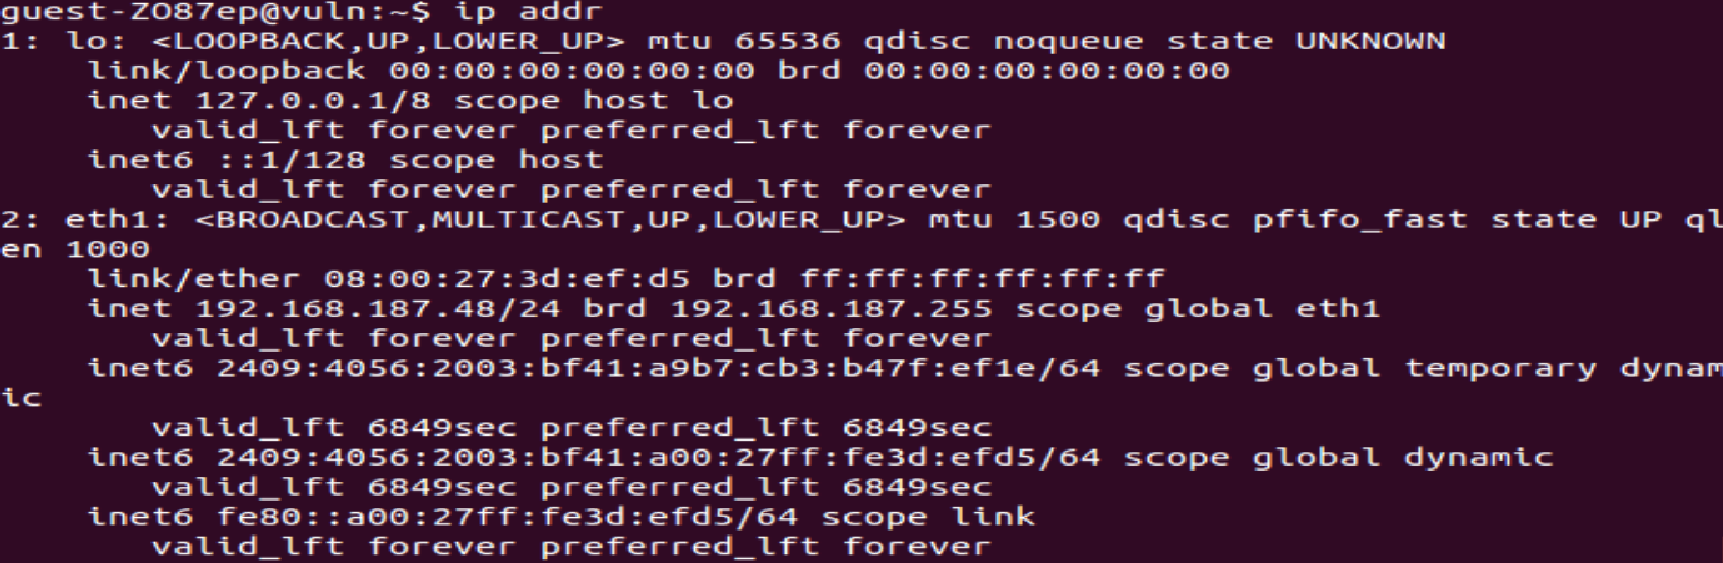 guest-ZO87ep@vuln:~$ ip addr
1: lo: <LOOPBACK,UP,LOWER_UP> mtu 65536 qdisc noqueue state UNKNOWN
    link/loopback 00:00:00:00:00:00 brd 00:00:00:00:00:00
    inet 127.0.0.1/8 scope host lo
       valid_lft forever preferred_lft forever
    inet6 ::1/128 scope host
       valid_lft forever preferred_lft forever
2: eth1: <BROADCAST,MULTICAST,UP,LOWER_UP> mtu 1500 qdisc pfifo_fast state UP ql
en 1000
    link/ether 08:00:27:3d:ef:d5 brd ff:ff:ff:ff:ff:ff
    inet 192.168.187.48/24 brd 192.168.187.255 scope global eth1
       valid_lft forever preferred_lft forever
    inet6 2409:4056:2003:bf41:a9b7:cb3:b47f:ef1e/64 scope global temporary dynam
ic
       valid_lft 6849sec preferred_lft 6849sec
    inet6 2409:4056:2003:bf41:a00:27ff:fe3d:efd5/64 scope global dynamic
       valid_lft 6849sec preferred_lft 6849sec
    inet6 fe80::a00:27ff:fe3d:efd5/64 scope link
       valid_lft forever preferred_lft forever